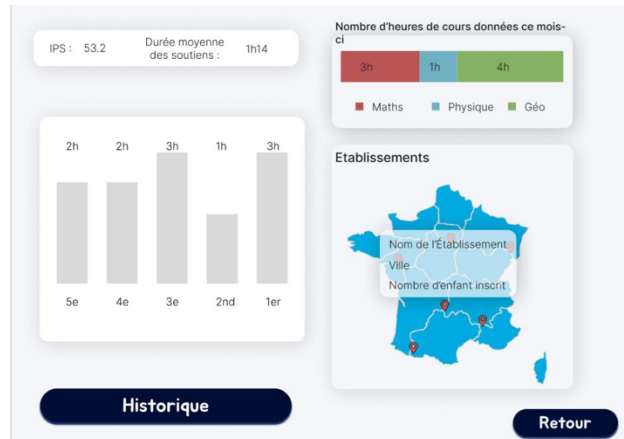 IPS : 53.2
Durée moyenne
des soutiens :
1h14
Nombre d'heures de cours données ce mois-
ci
3h 1h 4h
Maths Physique Géo
2h 2h 3h 1h 3h
5e 4e 3e 2nd 1er
Etablissements
Nom de l'Établissement
Ville
Nombre d'enfant inscrit
Historique
Retour